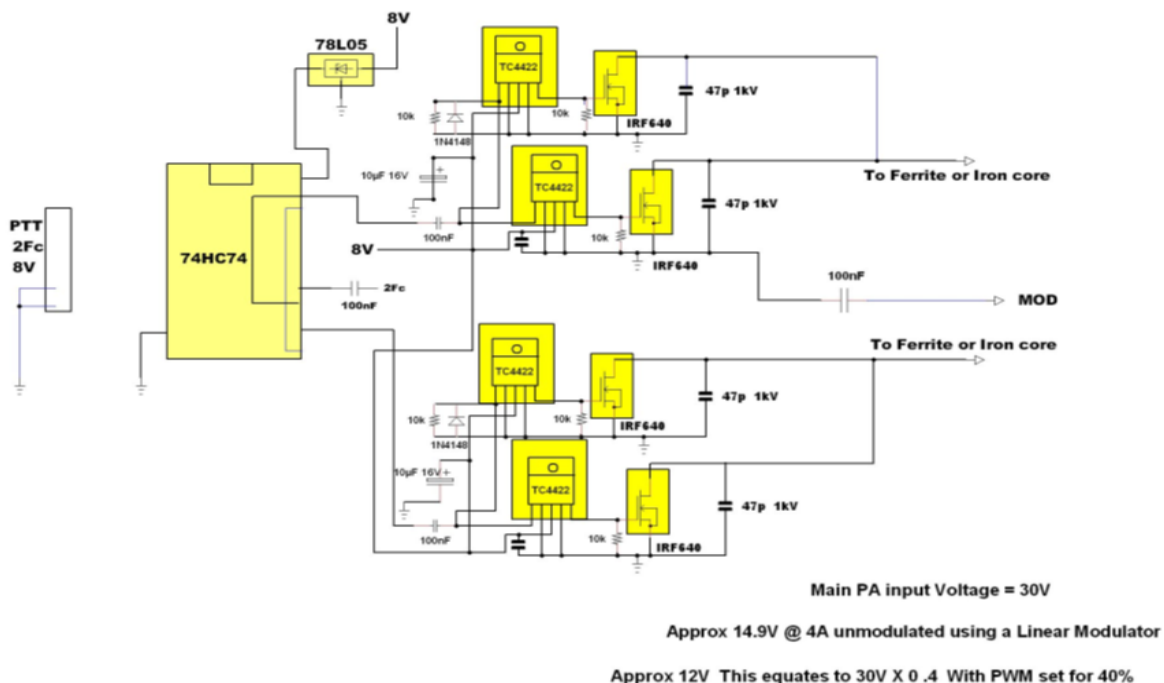 8V
78L05
TC4422
10k
1N4148
10k
IRF640
47p 1kV
To Ferrite or Iron core
10µF 16V
+
TC4422
47p 1kV
PTT
2Fc
8V
74HC74
100nF
8V
10k
IRF640
100nF
2Fc
100nF
MOD
To Ferrite or Iron core
TC4422
10k
1N4148
10k
IRF640
47p 1kV
10µF 16V
+
TC4422
47p 1kV
100nF
10k
IRF640
Main PA input Voltage = 30V
Approx 14.9V @ 4A unmodulated using a Linear Modulator
Approx 12V This equates to 30V X 0 .4 With PWM set for 40%